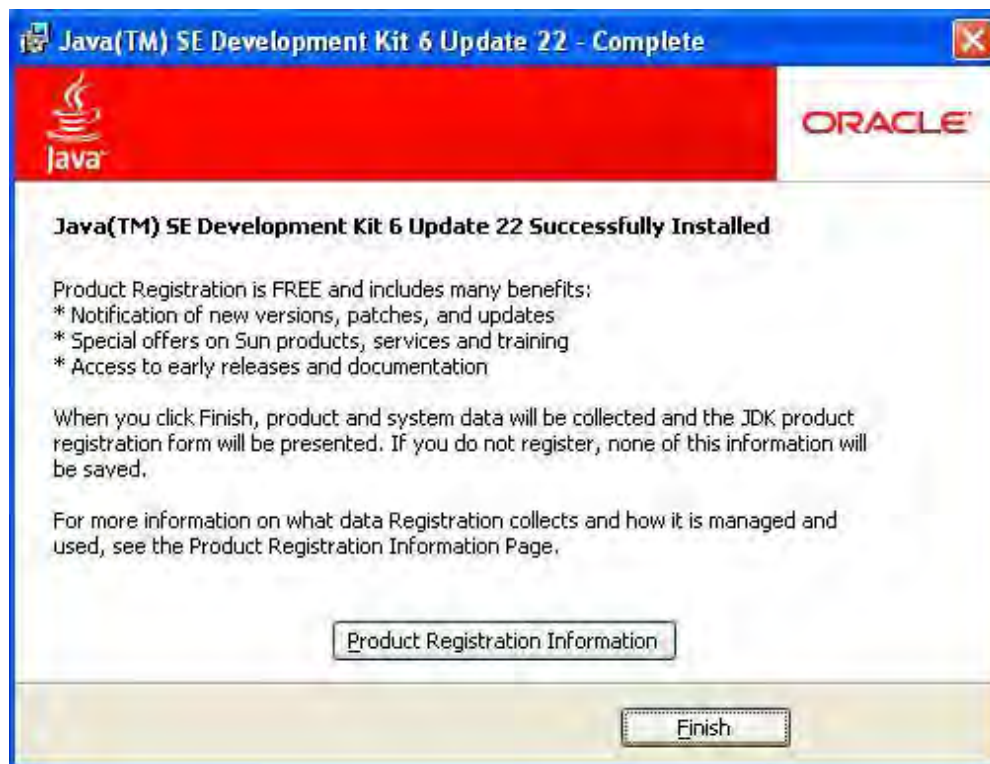 Java(TM) SE Development Kit 6 Update 22 - Complete
Java
ORACLE
Java(TM) SE Development Kit 6 Update 22 Successfully Installed
Product Registration is FREE and includes many benefits:
* Notification of new versions, patches, and updates
* Special offers on Sun products, services and training
* Access to early releases and documentation
When you click Finish, product and system data will be collected and the JDK product
registration form will be presented. If you do not register, none of this information will
be saved.
For more information on what data Registration collects and how it is managed and
used, see the Product Registration Information Page.
Product Registration Information
Finish